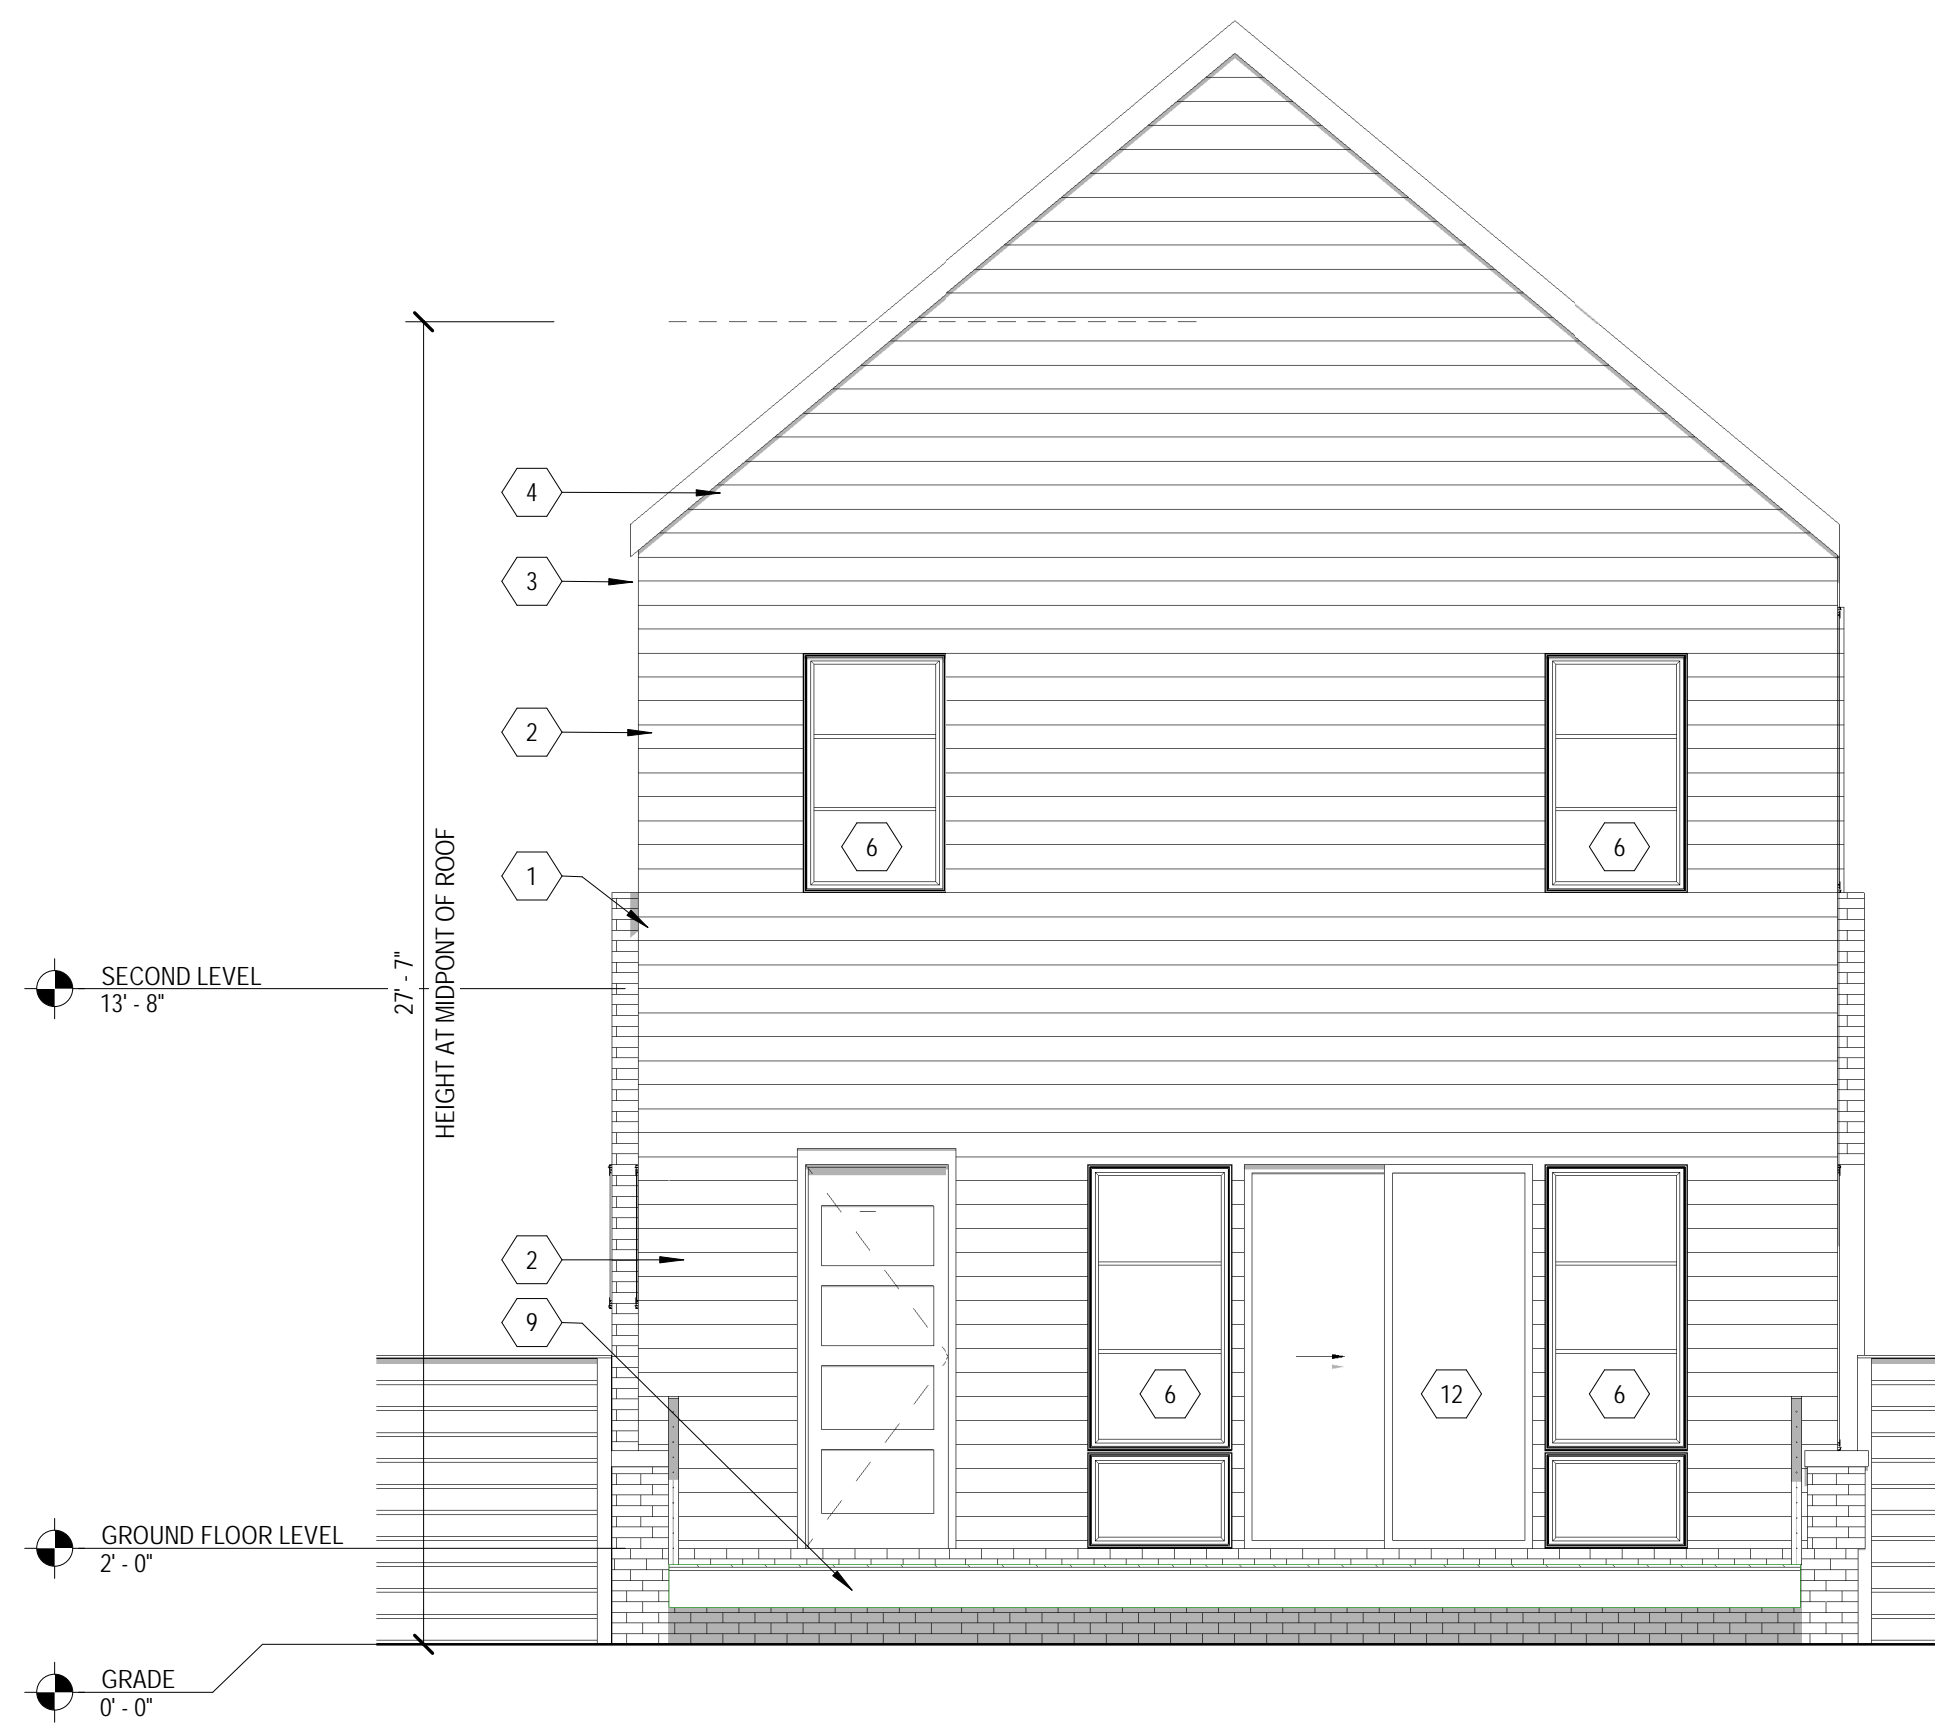 4
3
2
6
6
1
SECOND LEVEL
13' - 8"
27' - 7"
HEIGHT AT MIDPONT OF ROOF
2
9
6
12
6
GROUND FLOOR LEVEL
2' - 0"
GRADE
0' - 0"